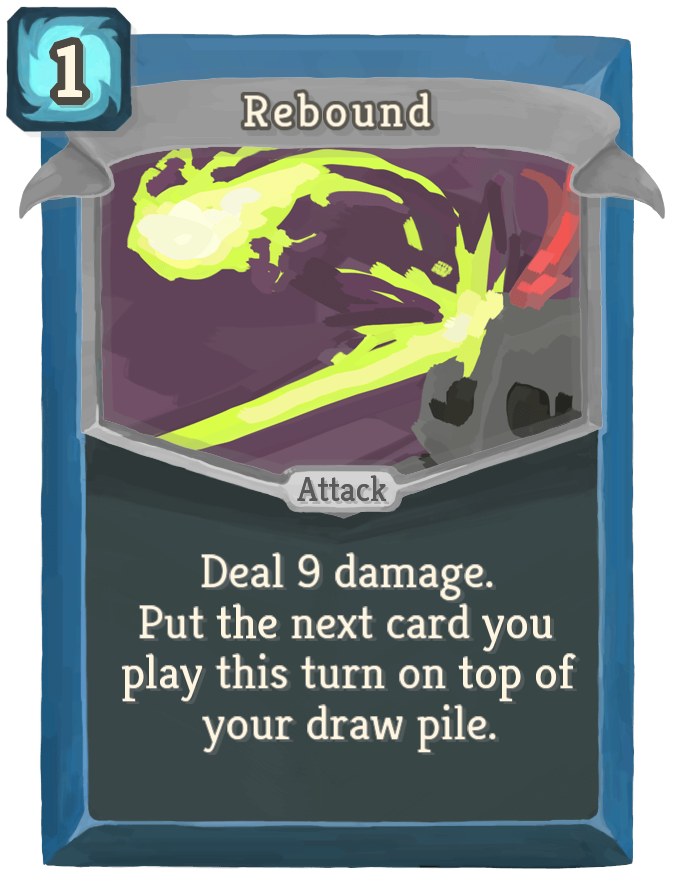 1
Rebound
Attack
Deal 9 damage.
Put the next card you
play this turn on top of
your draw pile.